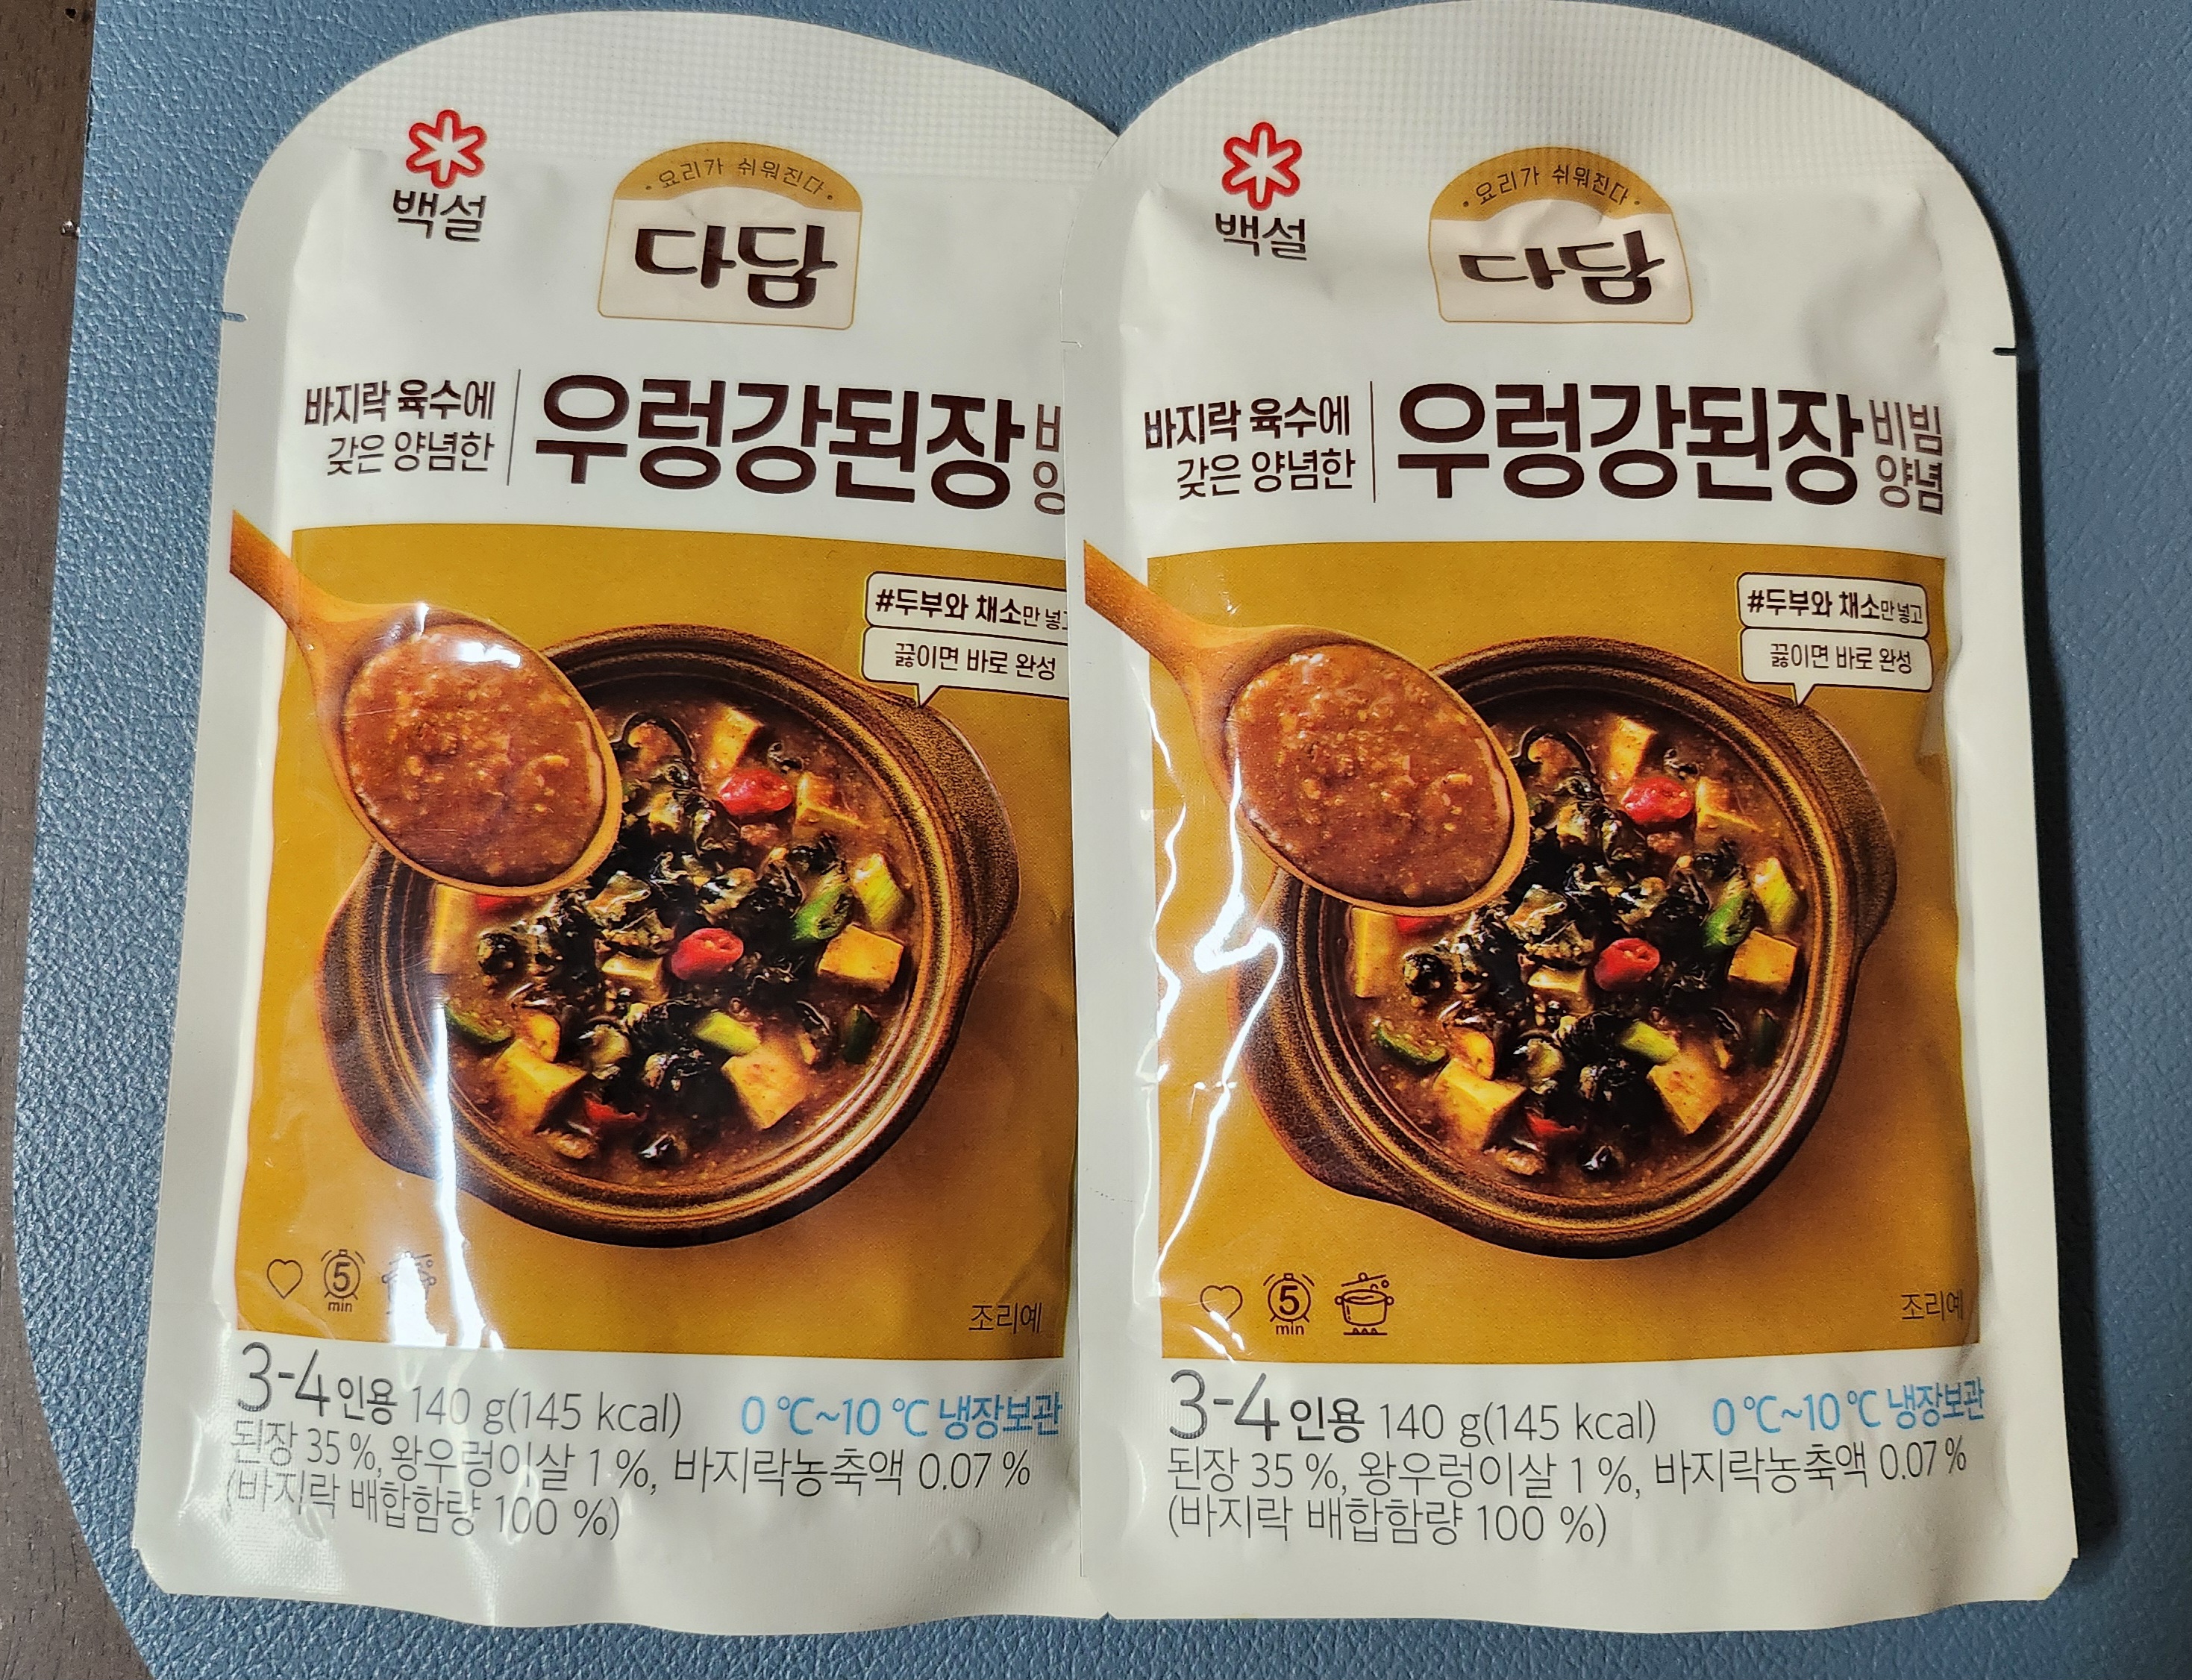 백설
요리가 쉬워진다
다담
바지락 육수에
갖은 양념한
우렁강된장
#두부와 채소만
끓이면 바로 완성
5
min
조리예
3-4인용 140 g(145 kcal)
0 ℃~10 ℃ 냉장보관
된장 35 %, 왕우렁이살 1 %, 바지락농축액 0.07 %
(바지락 배합함량 100 %)
백설
요리가 쉬워진다
다담
바지락 육수에
갖은 양념한
우렁강된장
비빔
양념
#두부와 채소만 넣고
끓이면 바로 완성
5
min
조리예
3-4인용 140 g(145 kcal)
0 ℃~10 ℃ 냉장보관
된장 35 %, 왕우렁이살 1 %, 바지락농축액 0.07 %
(바지락 배합함량 100 %)